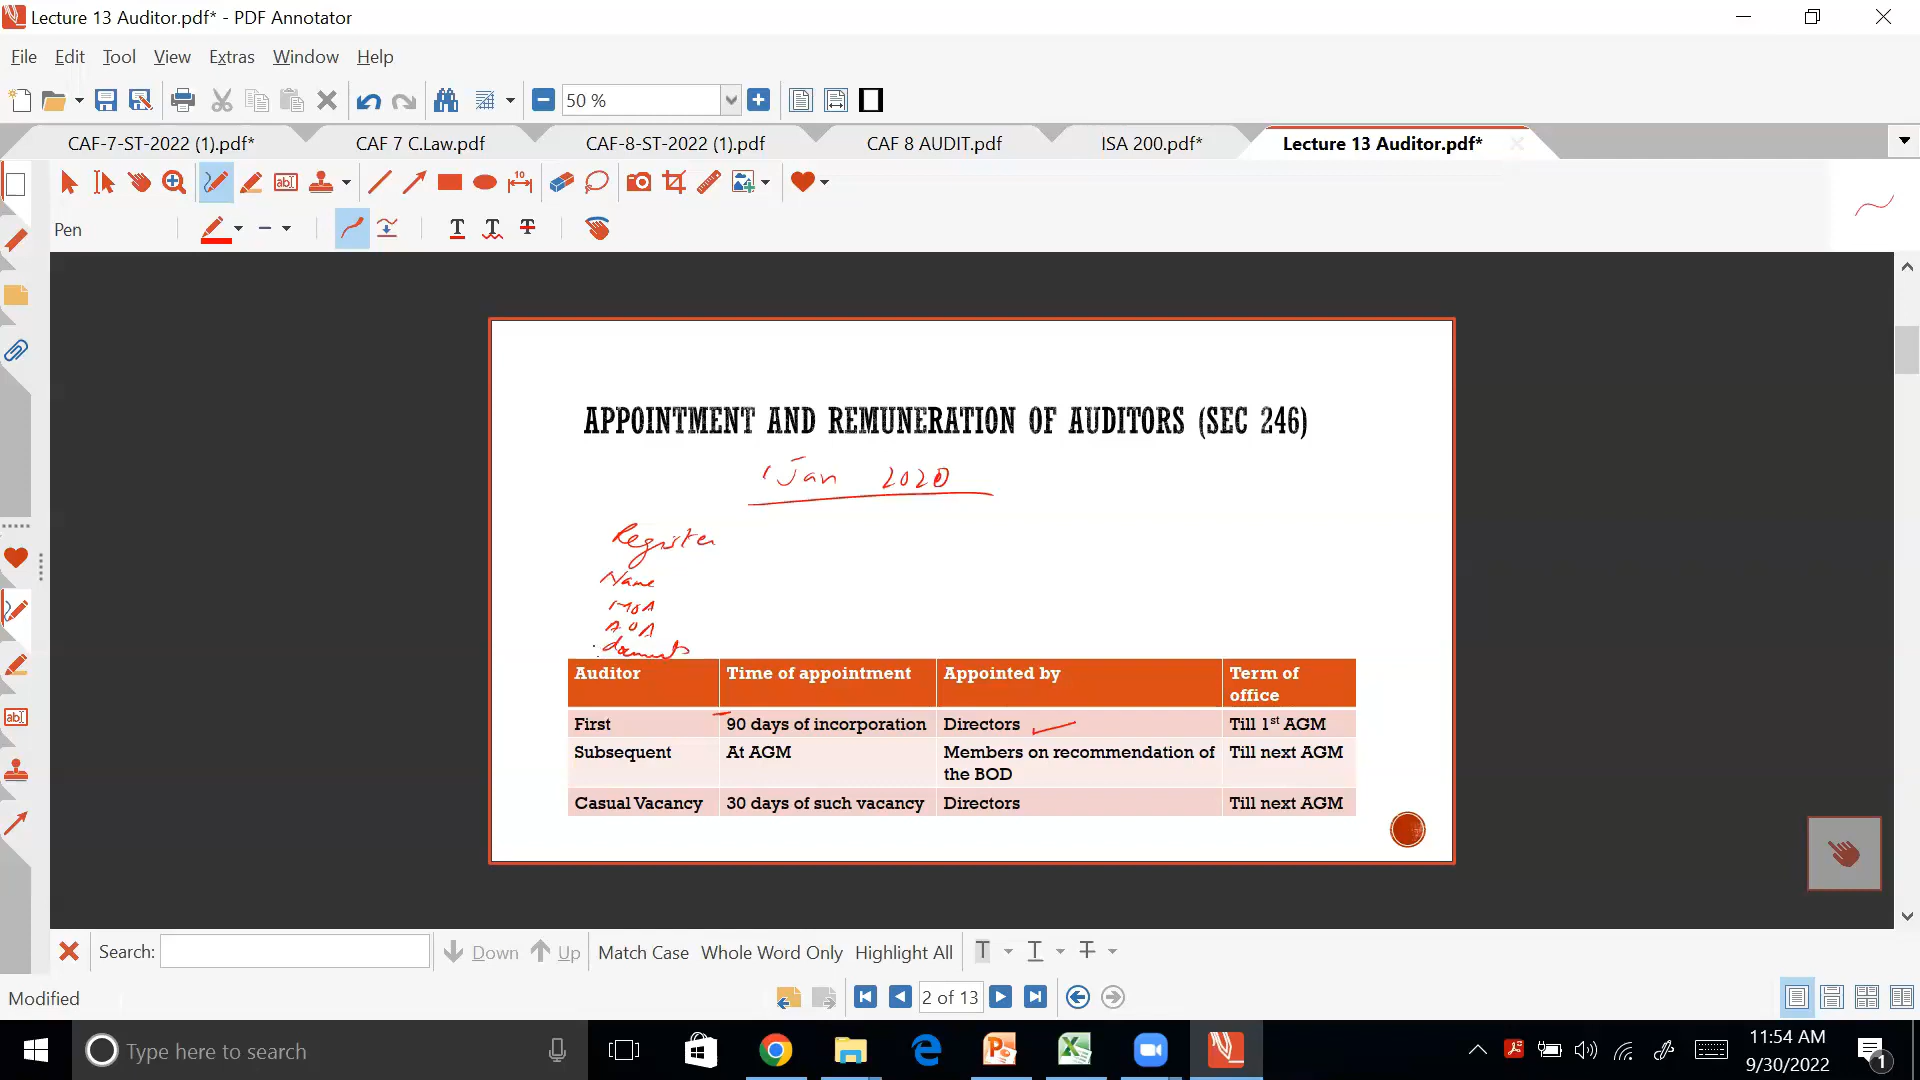 Lecture 13 Auditor.pdf* - PDF Annotator
File Edit Tool View Extras Window Help
50 %
CAF-7-ST-2022 (1).pdf* CAF 7 C.Law.pdf CAF-8-ST-2022 (1).pdf CAF 8 AUDIT.pdf ISA 200.pdf* Lecture 13 Auditor.pdf*
Pen
APPOINTMENT AND REMUNERATION OF AUDITORS (SEC 246)
1 Jan 2020
Register
Name
MOA
AOA
Auditor Time of appointment Appointed by Term of office
First 90 days of incorporation Directors Till 1st AGM
Subsequent At AGM Members on recommendation of the BOD Till next AGM
Casual Vacancy 30 days of such vacancy Directors Till next AGM
Search: Down Up Match Case Whole Word Only Highlight All
Modified 2 of 13
Type here to search 11:54 AM
9/30/2022
1